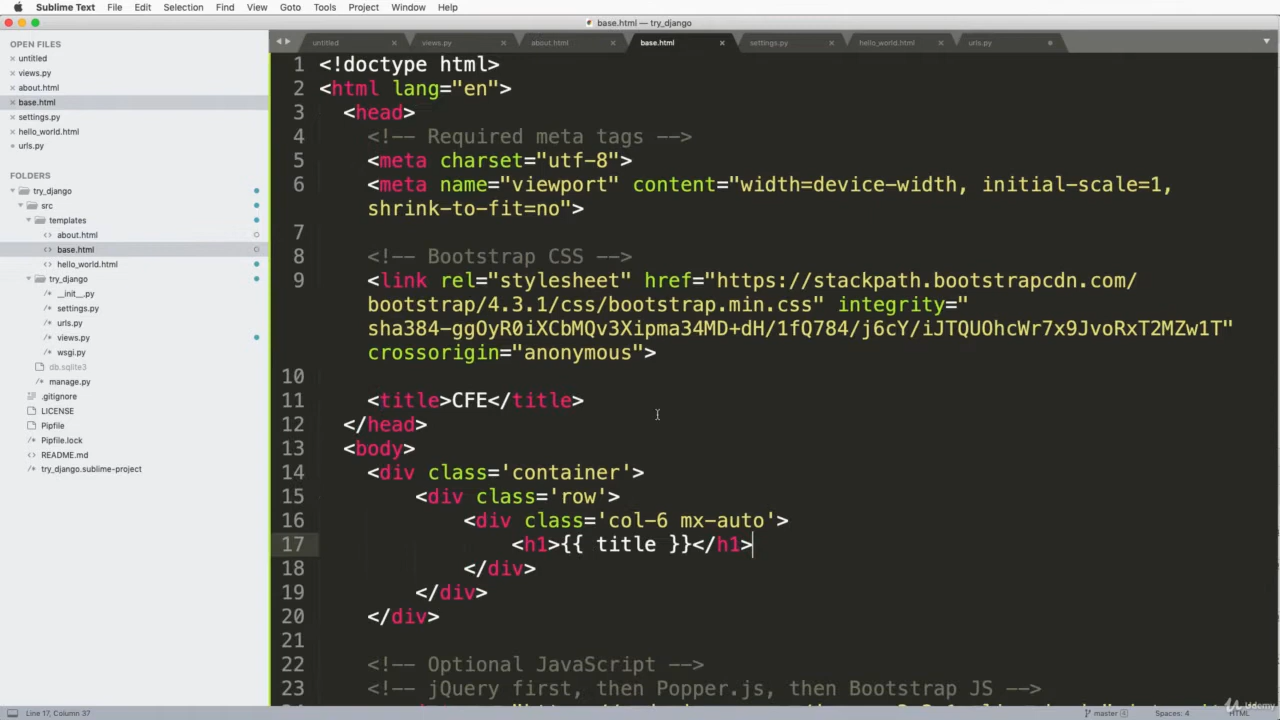 Sublime Text File Edit Selection Find View Goto Tools Project Window Help
base.html — try_django
OPEN FILES
untitled
views.py
about.html
base.html
settings.py
hello_world.html
urls.py
FOLDERS
try_django
src
templates
about.html
base.html
hello_world.html
try_django
__init__.py
settings.py
urls.py
views.py
wsgi.py
db.sqlite3
manage.py
.gitignore
LICENSE
Pipfile
Pipfile.lock
README.md
try_django.sublime-project
untitled views.py about.html base.html settings.py hello_world.html urls.py
1 <!doctype html>
2 <html lang="en">
3 <head>
4 <!-- Required meta tags -->
5 <meta charset="utf-8">
6 <meta name="viewport" content="width=device-width, initial-scale=1,
shrink-to-fit=no">
7
8 <!-- Bootstrap CSS -->
9 <link rel="stylesheet" href="https://stackpath.bootstrapcdn.com/
bootstrap/4.3.1/css/bootstrap.min.css" integrity="
sha384-ggOyR0iXCbMQv3Xipma34MD+dH/1fQ784/j6cY/iJTQUOhcWr7x9JvoRxT2MZw1T"
crossorigin="anonymous">
10
11 <title>CFE</title>
12 </head>
13 <body>
14 <div class='container'>
15 <div class='row'>
16 <div class='col-6 mx-auto'>
17 <h1>{{ title }}</h1>
18 </div>
19 </div>
20 </div>
21
22 <!-- Optional JavaScript -->
23 <!-- jQuery first, then Popper.js, then Bootstrap JS -->
Line 17, Column 37
master
Spaces: 4
HTML
Udemy